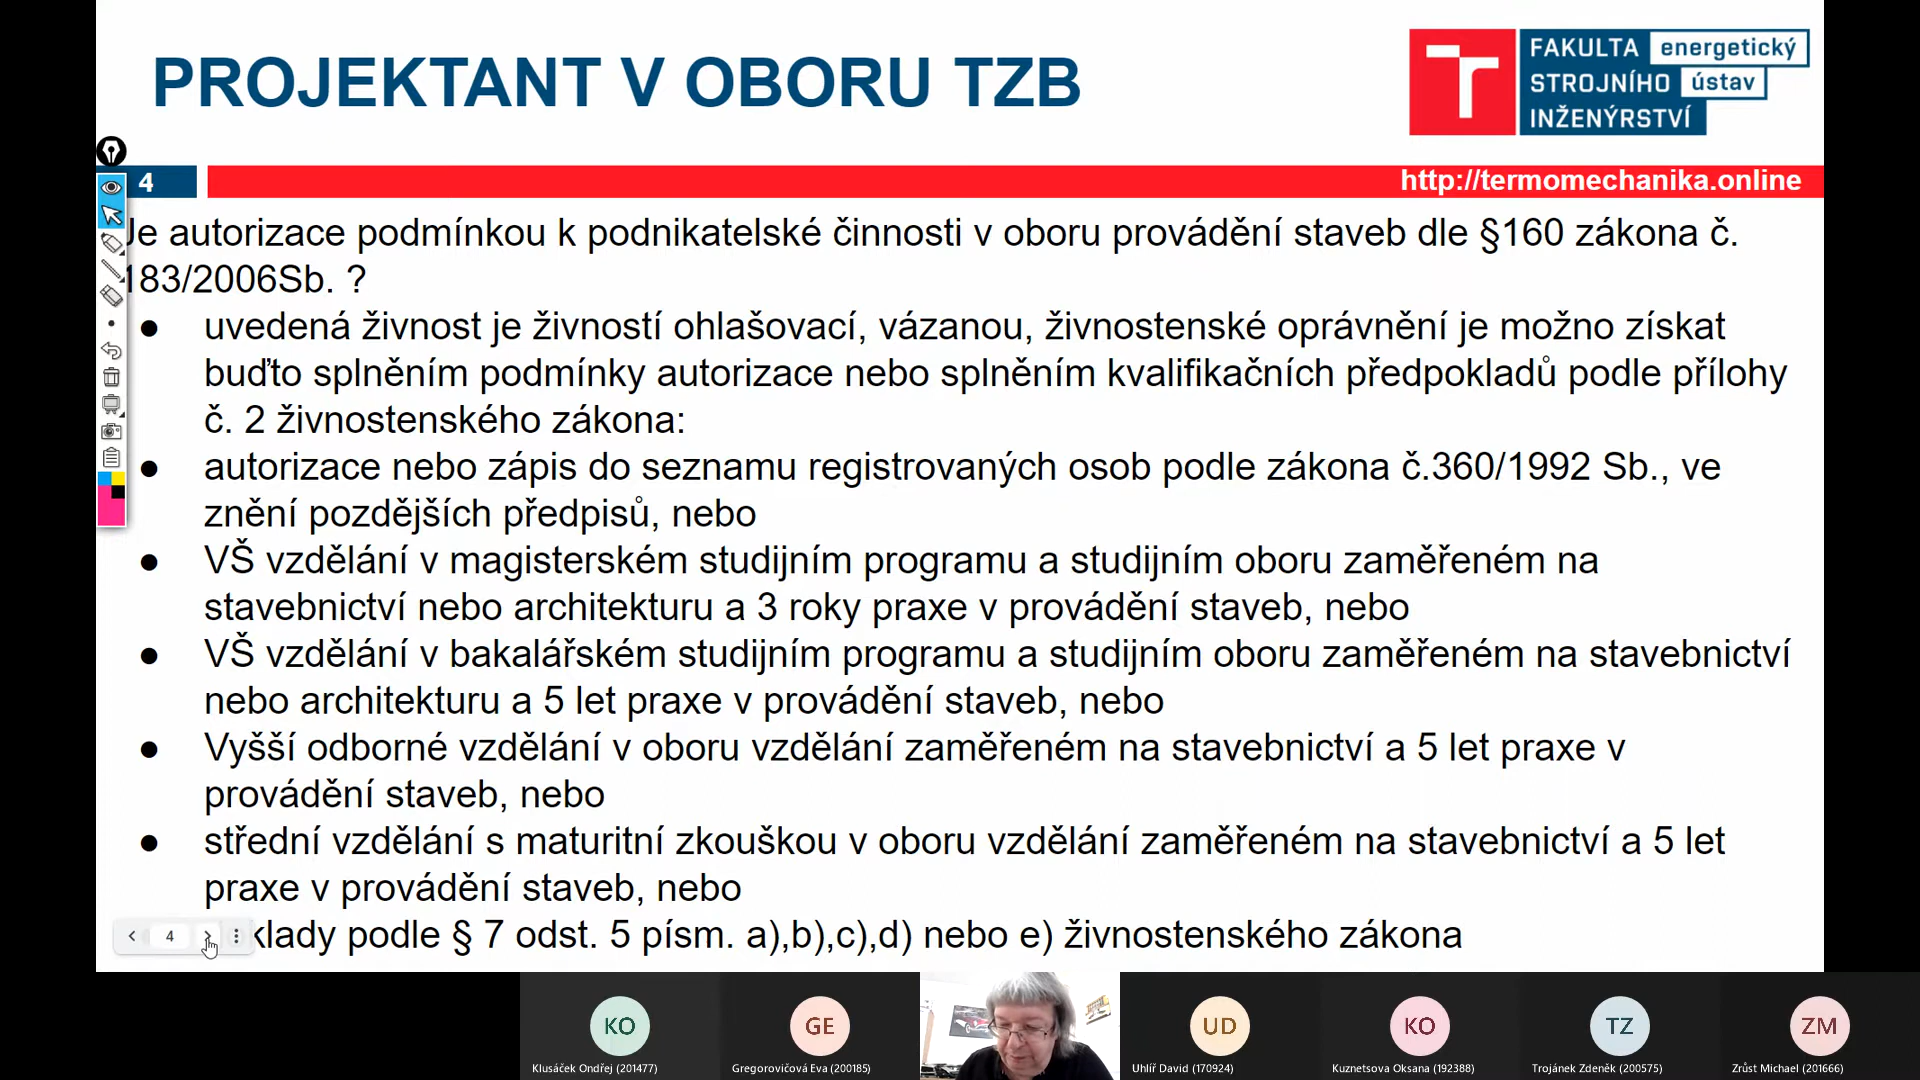 PROJEKTANT V OBORU TZB
FAKULTA energetický
STROJNÍHO ústav
INŽENÝRSTVÍ
4
http://termomechanika.online
Je autorizace podmínkou k podnikatelské činnosti v oboru provádění staveb dle §160 zákona č.
183/2006Sb. ?
● uvedená živnost je živností ohlašovací, vázanou, živnostenské oprávnění je možno získat
buďto splněním podmínky autorizace nebo splněním kvalifikačních předpokladů podle přílohy
č. 2 živnostenského zákona:
● autorizace nebo zápis do seznamu registrovaných osob podle zákona č.360/1992 Sb., ve
znění pozdějších předpisů, nebo
● VŠ vzdělání v magisterském studijním programu a studijním oboru zaměřeném na
stavebnictví nebo architekturu a 3 roky praxe v provádění staveb, nebo
● VŠ vzdělání v bakalářském studijním programu a studijním oboru zaměřeném na stavebnictví
nebo architekturu a 5 let praxe v provádění staveb, nebo
● Vyšší odborné vzdělání v oboru vzdělání zaměřeném na stavebnictví a 5 let praxe v
provádění staveb, nebo
● střední vzdělání s maturitní zkouškou v oboru vzdělání zaměřeném na stavebnictví a 5 let
praxe v provádění staveb, nebo
klady podle § 7 odst. 5 písm. a),b),c),d) nebo e) živnostenského zákona
4
KO
GE
UD
KO
TZ
ZM
Klusáček Ondřej (201477)
Gregorovičová Eva (200185)
Uhlíř David (170924)
Kuznetsova Oksana (192388)
Trojánek Zdeněk (200575)
Zrůst Michael (201666)